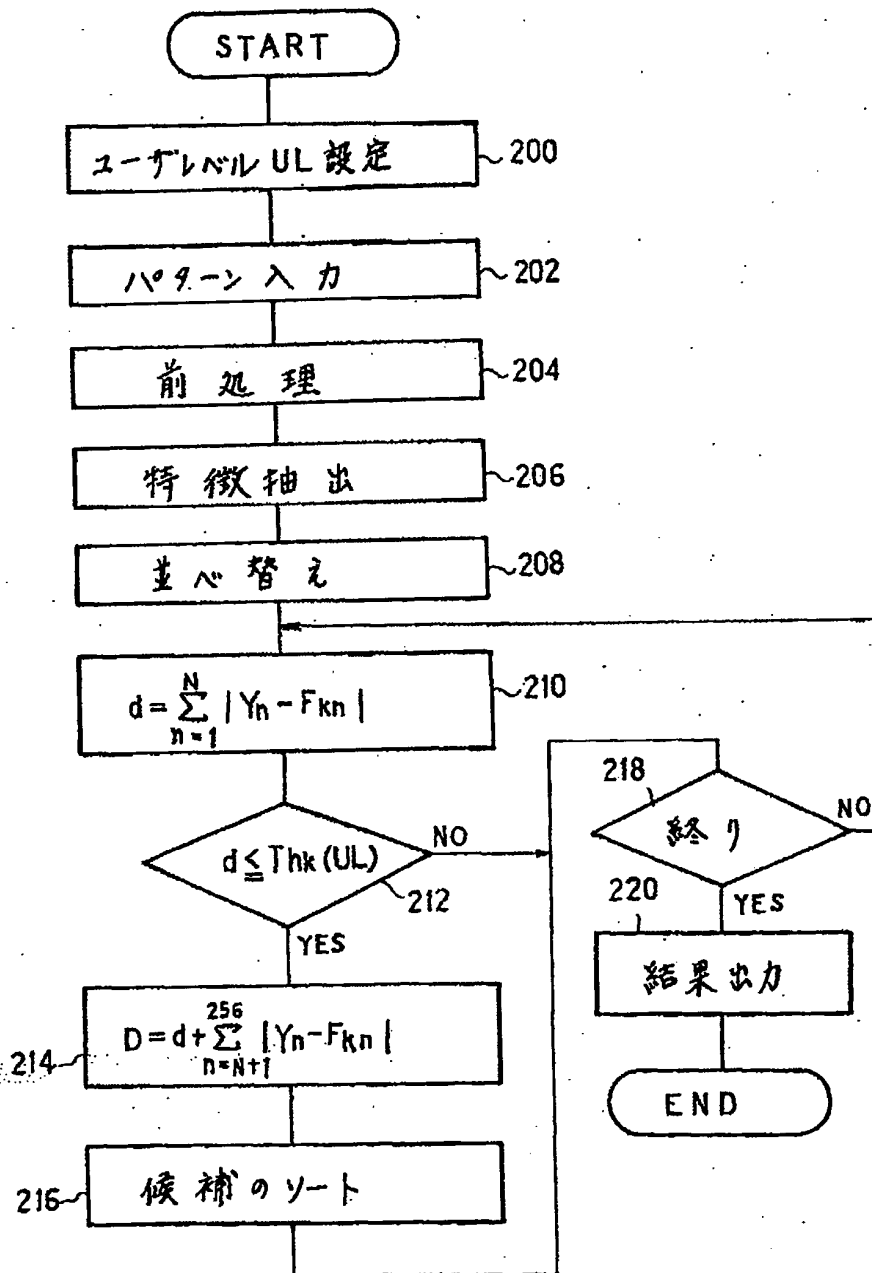 START
ユーザレベル UL 設定
200
パターン入力
202
前処理
204
特徴抽出
206
並べ替え
208
d = \sum_{n=1}^{N} | Yn - Fkn |
210
d ≦ Thk (UL)
NO
212
YES
D = d + \sum_{n=N+1}^{256} | Yn - Fkn |
214
候補のソート
216
218
終り
NO
YES
220
結果出力
END